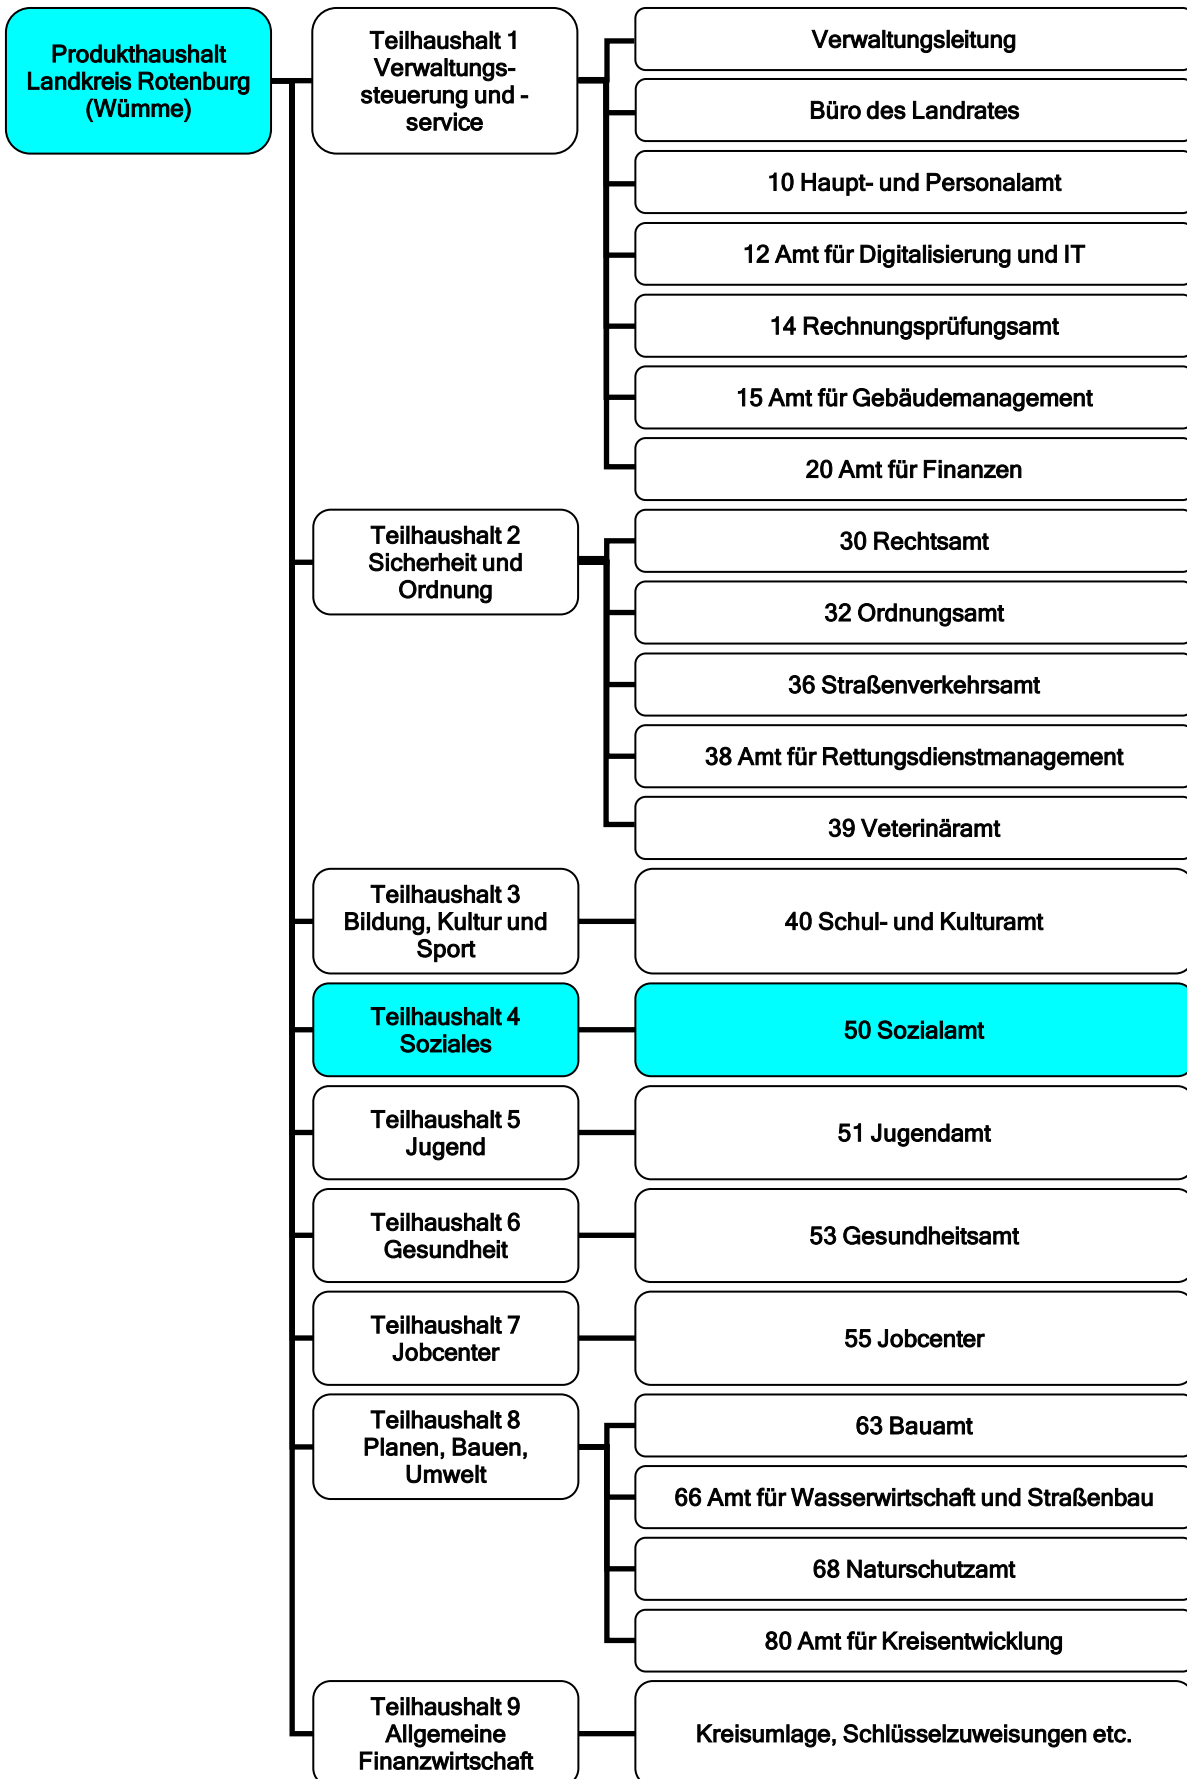 Produkthaushalt
Landkreis Rotenburg
(Wümme)
Teilhaushalt 1
Verwaltungs-
steuerung und -
service
Verwaltungsleitung
Büro des Landrates
10 Haupt- und Personalamt
12 Amt für Digitalisierung und IT
14 Rechnungsprüfungsamt
15 Amt für Gebäudemanagement
20 Amt für Finanzen
Teilhaushalt 2
Sicherheit und
Ordnung
30 Rechtsamt
32 Ordnungsamt
36 Straßenverkehrsamt
38 Amt für Rettungsdienstmanagement
39 Veterinäramt
Teilhaushalt 3
Bildung, Kultur und
Sport
40 Schul- und Kulturamt
Teilhaushalt 4
Soziales
50 Sozialamt
Teilhaushalt 5
Jugend
51 Jugendamt
Teilhaushalt 6
Gesundheit
53 Gesundheitsamt
Teilhaushalt 7
Jobcenter
55 Jobcenter
Teilhaushalt 8
Planen, Bauen,
Umwelt
63 Bauamt
66 Amt für Wasserwirtschaft und Straßenbau
68 Naturschutzamt
80 Amt für Kreisentwicklung
Teilhaushalt 9
Allgemeine
Finanzwirtschaft
Kreisumlage, Schlüsselzuweisungen etc.